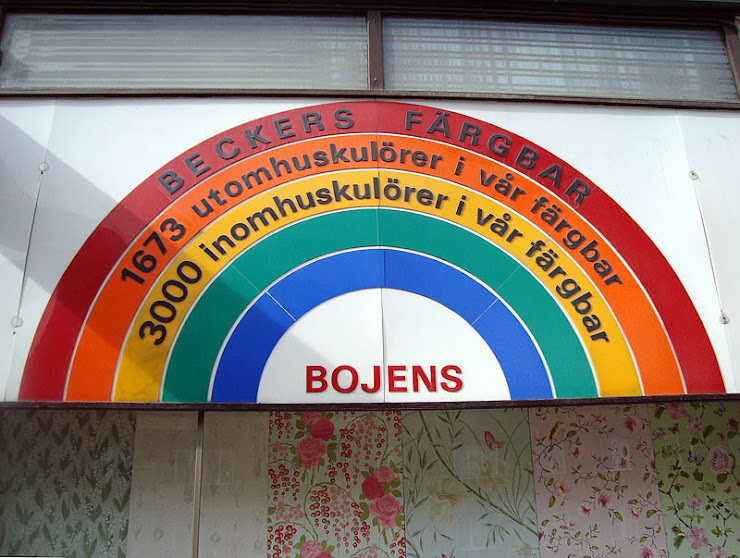 BECKERS FÄRGBAR
1673 utomhuskulörer i vår färgbar
3000 inomhuskulörer i vår färgbar
BOJENS